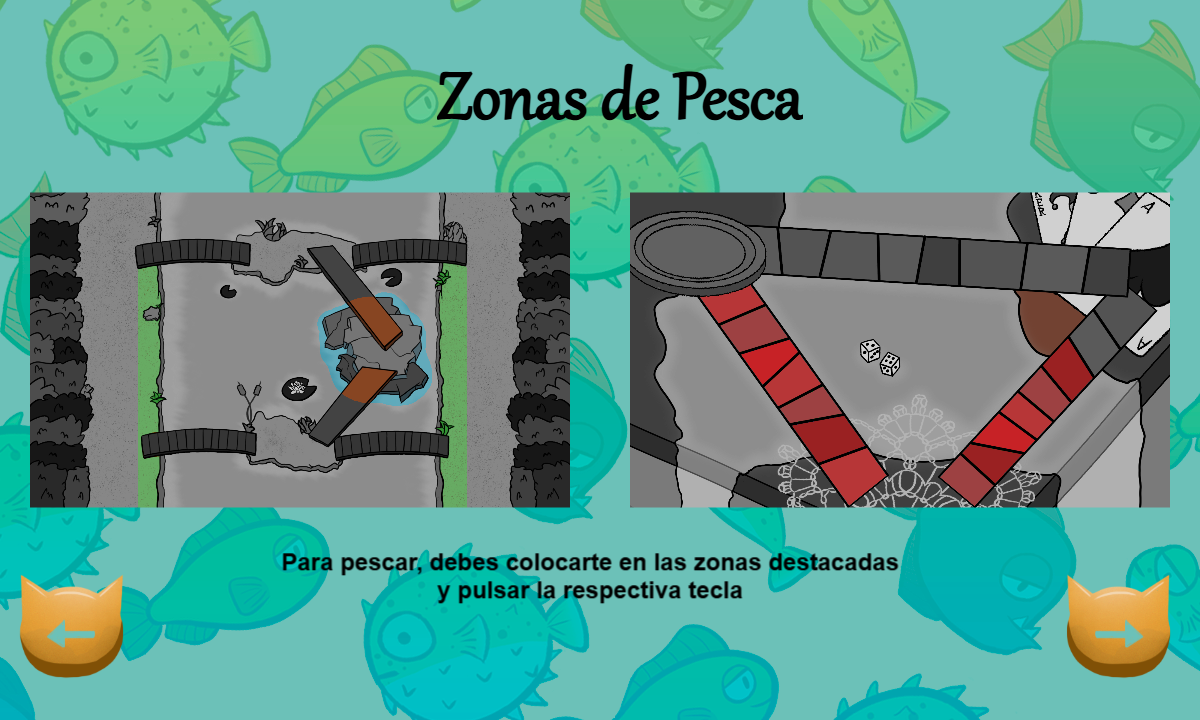 Zonas de Pesca
A
A
Para pescar, debes colocarte en las zonas destacadas
y pulsar la respectiva tecla